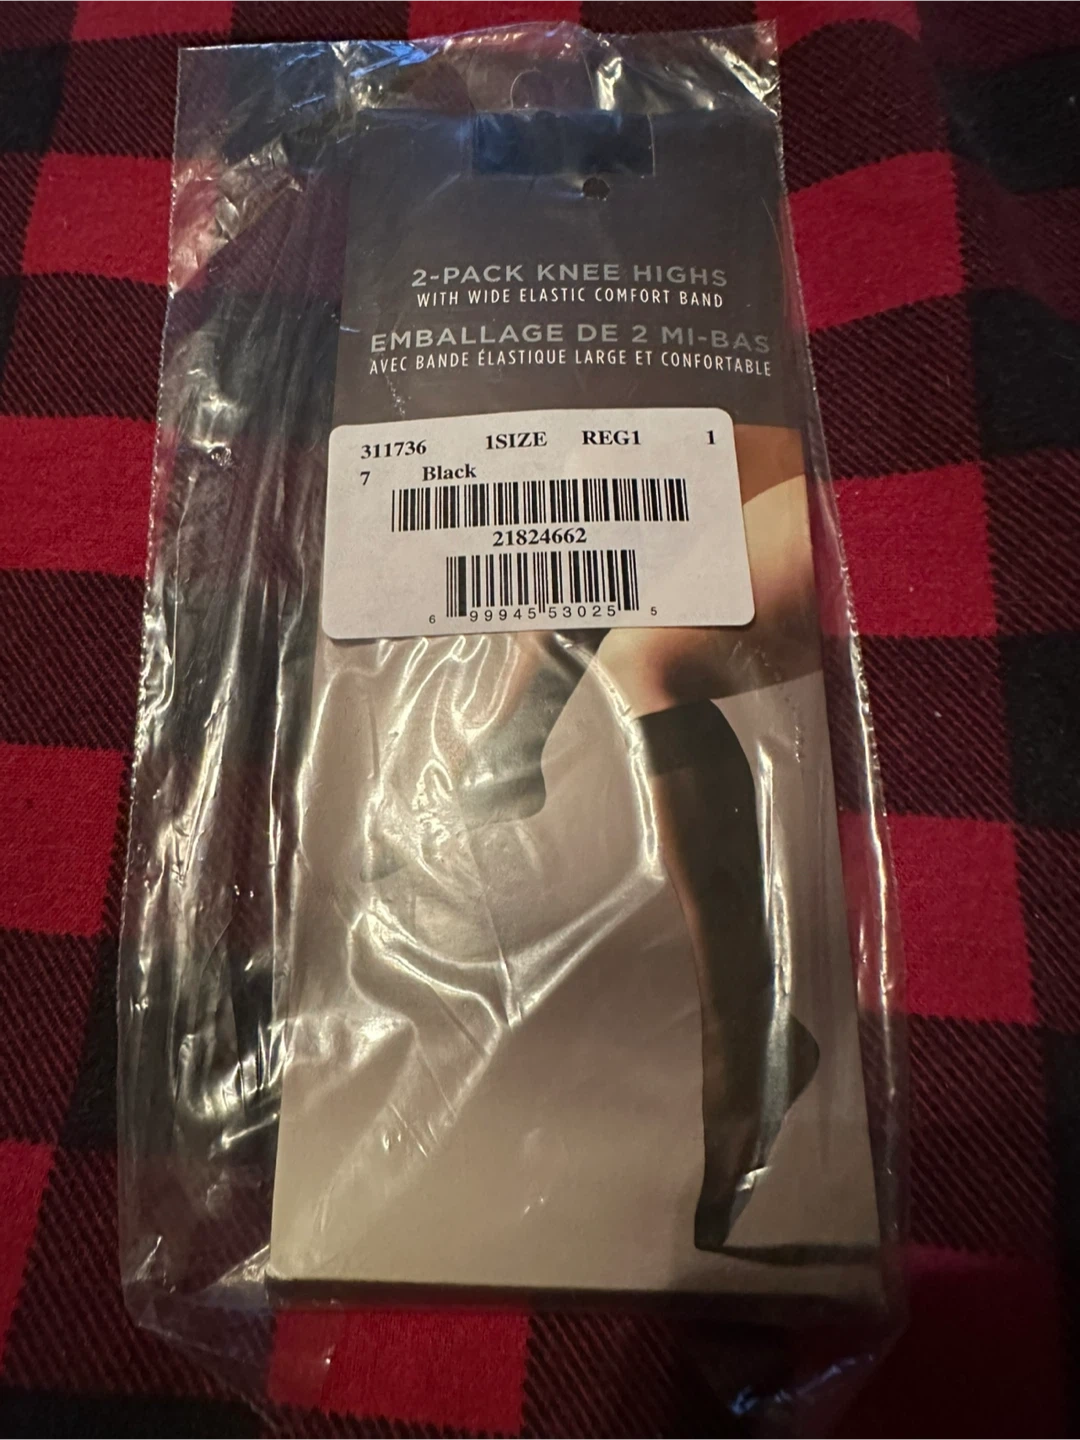 2-PACK KNEE HIGHS
WITH WIDE ELASTIC COMFORT BAND
EMBALLAGE DE 2 MI-BAS
AVEC BANDE ÉLASTIQUE LARGE ET CONFORTABLE
311736 1SIZE REG1 1
7 Black
21824662
6 99945 53025 5